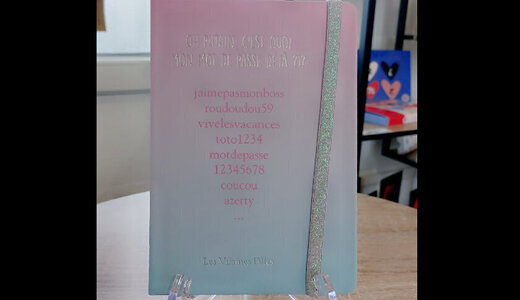 OH PUNAISE C'EST QUOI
MON MOT DE PASSE DÉJÀ ?!?
jaimepasmonboss
roudoudou59
vivelesvacances
toto1234
motdepasse
12345678
coucou
azerty
...
Les Vilaines Filles